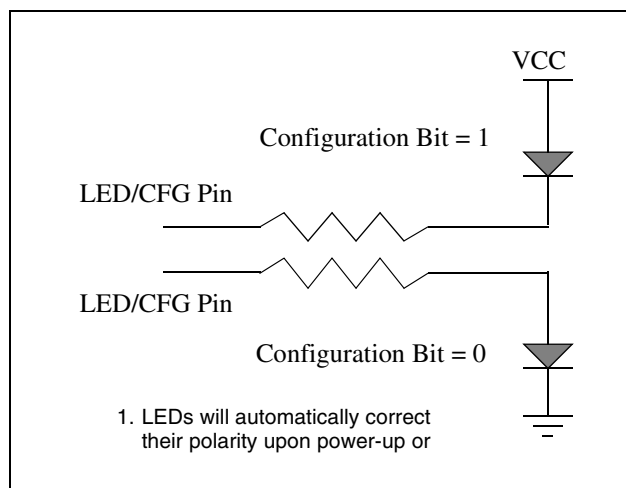 VCC
Configuration Bit = 1
LED/CFG Pin
LED/CFG Pin
Configuration Bit = 0
1. LEDs will automatically correct
their polarity upon power-up or